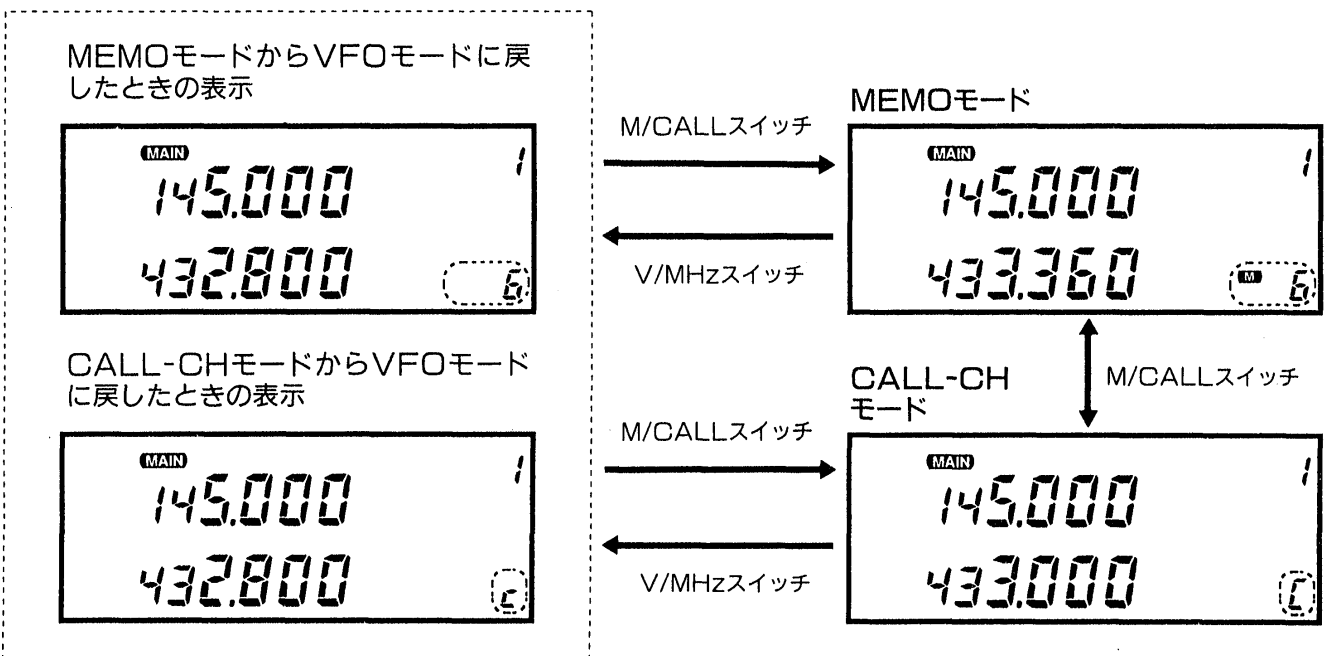 MEMOモードからVFOモードに戻
したときの表示
MAIN
145.000
1
432.800
6
M/CALLスイッチ
V/MHzスイッチ
MEMOモード
MAIN
145.000
1
433.360
M 6
M/CALLスイッチ
CALL-CHモードからVFOモード
に戻したときの表示
MAIN
145.000
1
432.800
c
M/CALLスイッチ
V/MHzスイッチ
CALL-CH
モード
MAIN
145.000
1
433.000
C